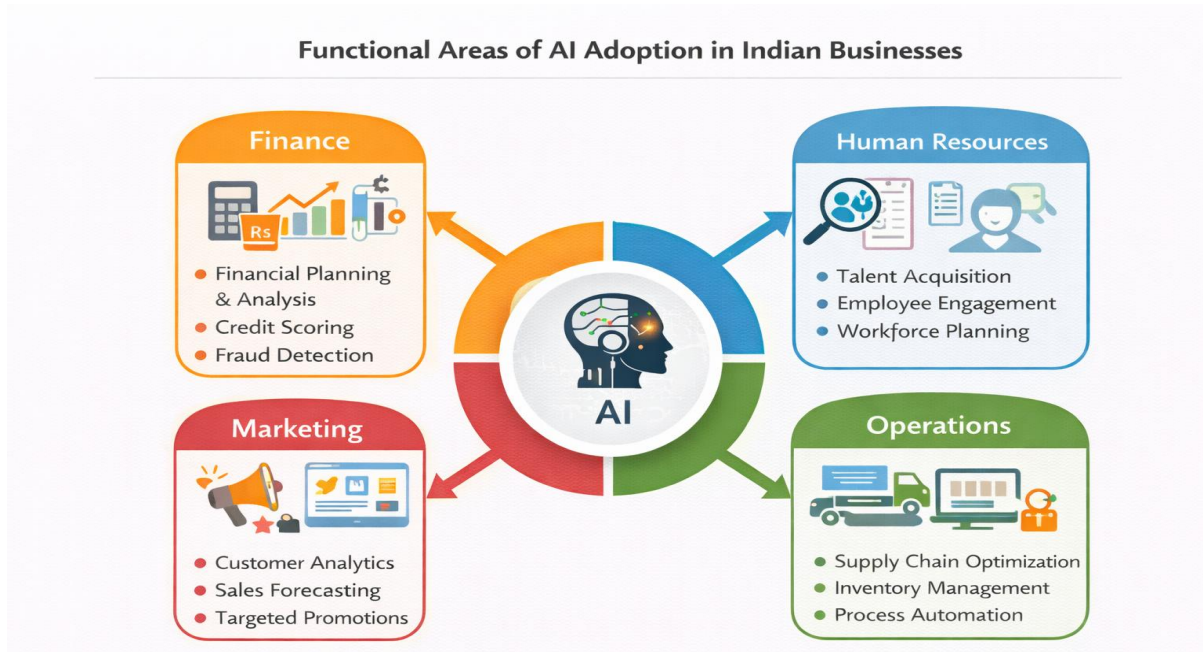 Functional Areas of AI Adoption in Indian Businesses
Finance
Rs
Financial Planning
& Analysis
Credit Scoring
Fraud Detection
Human Resources
Talent Acquisition
Employee Engagement
Workforce Planning
AI
Marketing
Customer Analytics
Sales Forecasting
Targeted Promotions
Operations
Supply Chain Optimization
Inventory Management
Process Automation